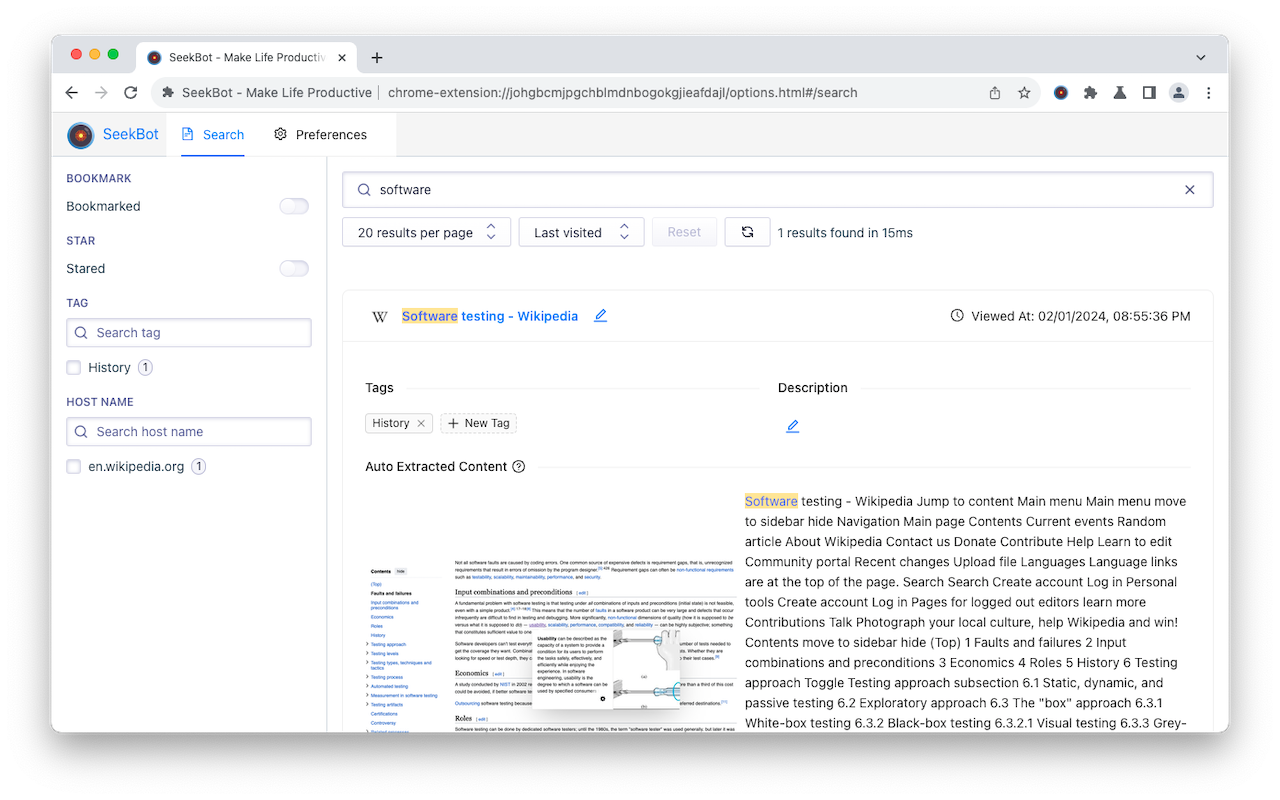 SeekBot - Make Life Productiv
SeekBot - Make Life Productive | chrome-extension://johgbcmjpgchblmdnbogokgjieafdajl/options.html#/search
SeekBot
Search
Preferences
BOOKMARK
Bookmarked
STAR
Stared
TAG
Search tag
History 1
HOST NAME
Search host name
en.wikipedia.org 1
software
20 results per page
Last visited
Reset
1 results found in 15ms
W
Software testing - Wikipedia
Viewed At: 02/01/2024, 08:55:36 PM
Tags
Description
History
New Tag
Auto Extracted Content
Contents hide
(Top)
Faults and failures
Input combinations and
preconditions
Economics
Roles
History
Testing approach
Testing levels
Testing types, techniques and
tactics
Testing process
Automated testing
Measurement in software testing
Testing artifacts
Certifications
Controversy
Not all software faults are caused by coding errors. One common source of expensive defects is requirement gaps, that is, unrecognized
requirements that result in errors of omission by the program designer. Requirement gaps can often be non-functional requirements
such as testability, scalability, maintainability, performance, and security.
Input combinations and preconditions [ edit ]
A fundamental problem with software testing is that testing under all combinations of inputs and preconditions (initial state) is not feasible,
even with a simple product. This means that the number of faults in a software product can be very large and defects that occur
infrequently are difficult to find in testing and debugging. More significantly, non-functional dimensions of quality (how it is supposed to be
versus what it is supposed to do) — usability, scalability, performance, compatibility, and reliability — can be highly subjective; something
that constitutes sufficient value to one
Software developers can't test everyth
number of tests needed to
get the coverage they want. Combinato
Whether they are
looking for speed or test depth, they c
their test cases.
Usability can be described as the
capacity of a system to provide a
condition for its users to perform
the tasks safely, effectively, and
efficiently while enjoying the
experience. In software
engineering, usability is the
degree to which a software can be
used by specified consumers
Economics [ edit ]
A study conducted by NIST in 2002 re
more than a third of this cost
could be avoided, if better software te
Outsourcing software testing because
Roles [ edit ]
Software testing can be done by dedicated software testers; until the 1980s, the term "software tester" was used generally, but later it was
Software testing - Wikipedia Jump to content Main menu Main menu move
to sidebar hide Navigation Main page Contents Current events Random
article About Wikipedia Contact us Donate Contribute Help Learn to edit
Community portal Recent changes Upload file Languages Language links
are at the top of the page. Search Search Create account Log in Personal
tools Create account Log in Pages for logged out editors learn more
Contributions Talk Photograph your local culture, help Wikipedia and win!
Contents move to sidebar hide (Top) 1 Faults and failures 2 Input
combinations and preconditions 3 Economics 4 Roles 5 History 6 Testing
approach Toggle Testing approach subsection 6.1 Static, dynamic, and
passive testing 6.2 Exploratory approach 6.3 The "box" approach 6.3.1
White-box testing 6.3.2 Black-box testing 6.3.2.1 Visual testing 6.3.3 Grey-